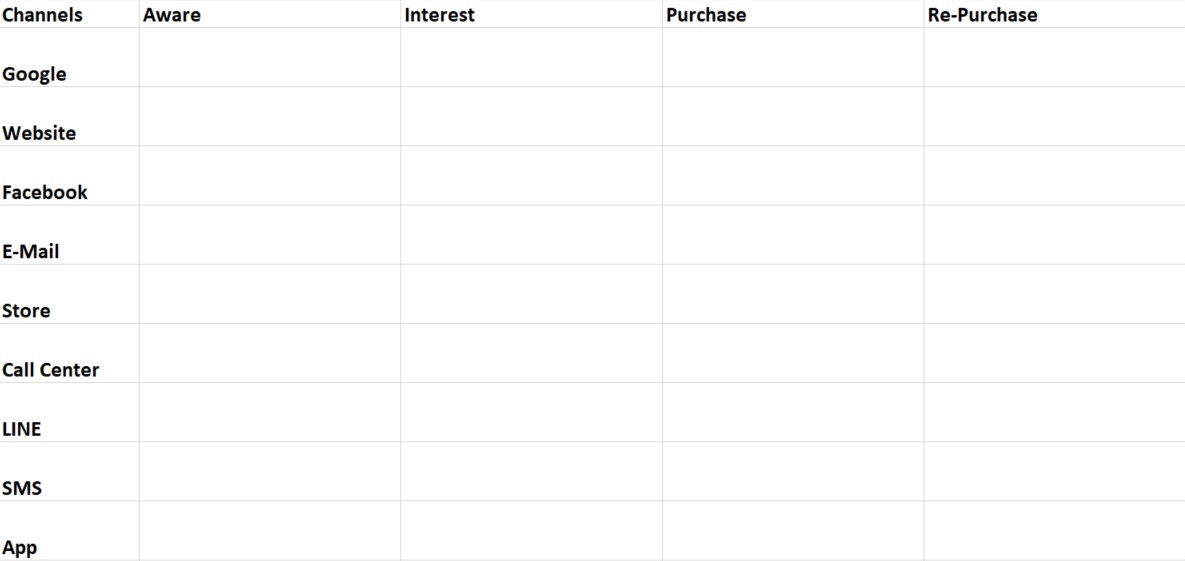 Channels Aware Interest Purchase Re-Purchase
Google
Website
Facebook
E-Mail
Store
Call Center
LINE
SMS
App